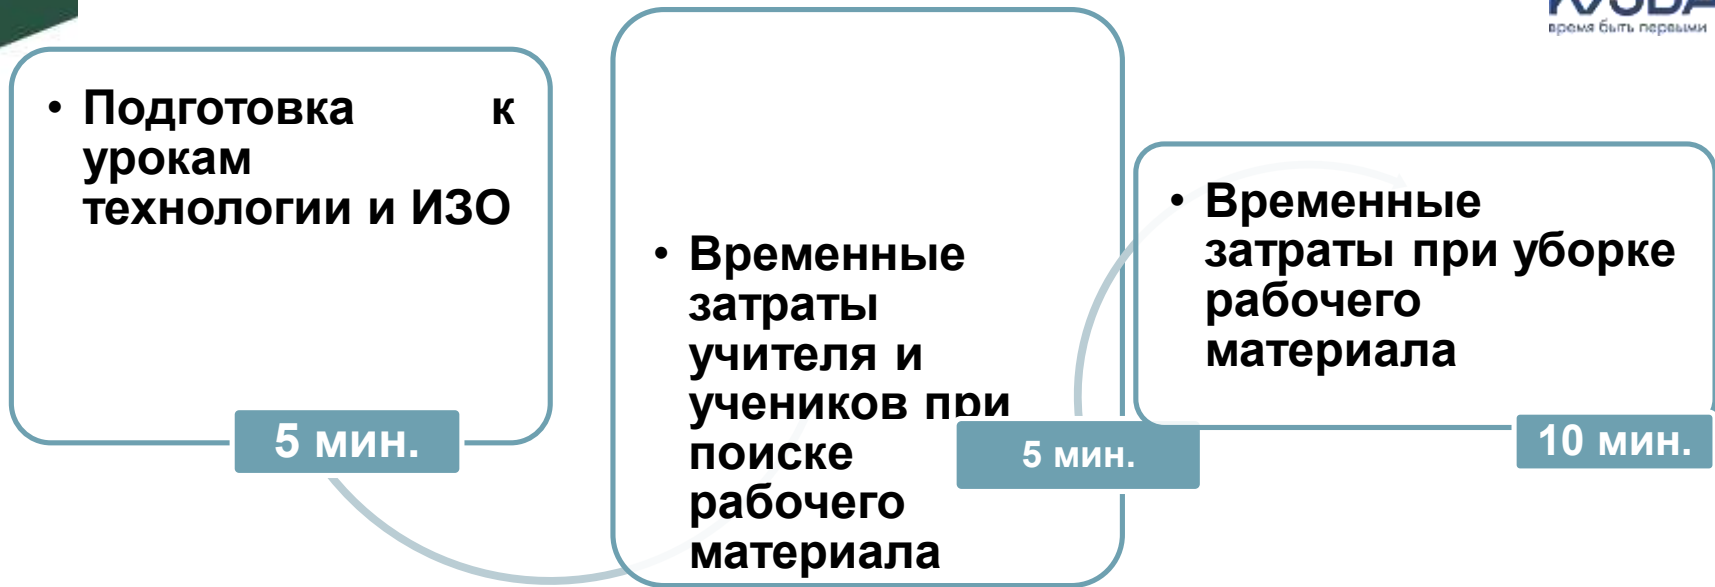 время быть первыми
• Подготовка к
урокам
технологии и ИЗО
5 мин.
• Временные
затраты
учителя и
учеников при
поиске
рабочего
материала
5 мин.
• Временные
затраты при уборке
рабочего
материала
10 мин.